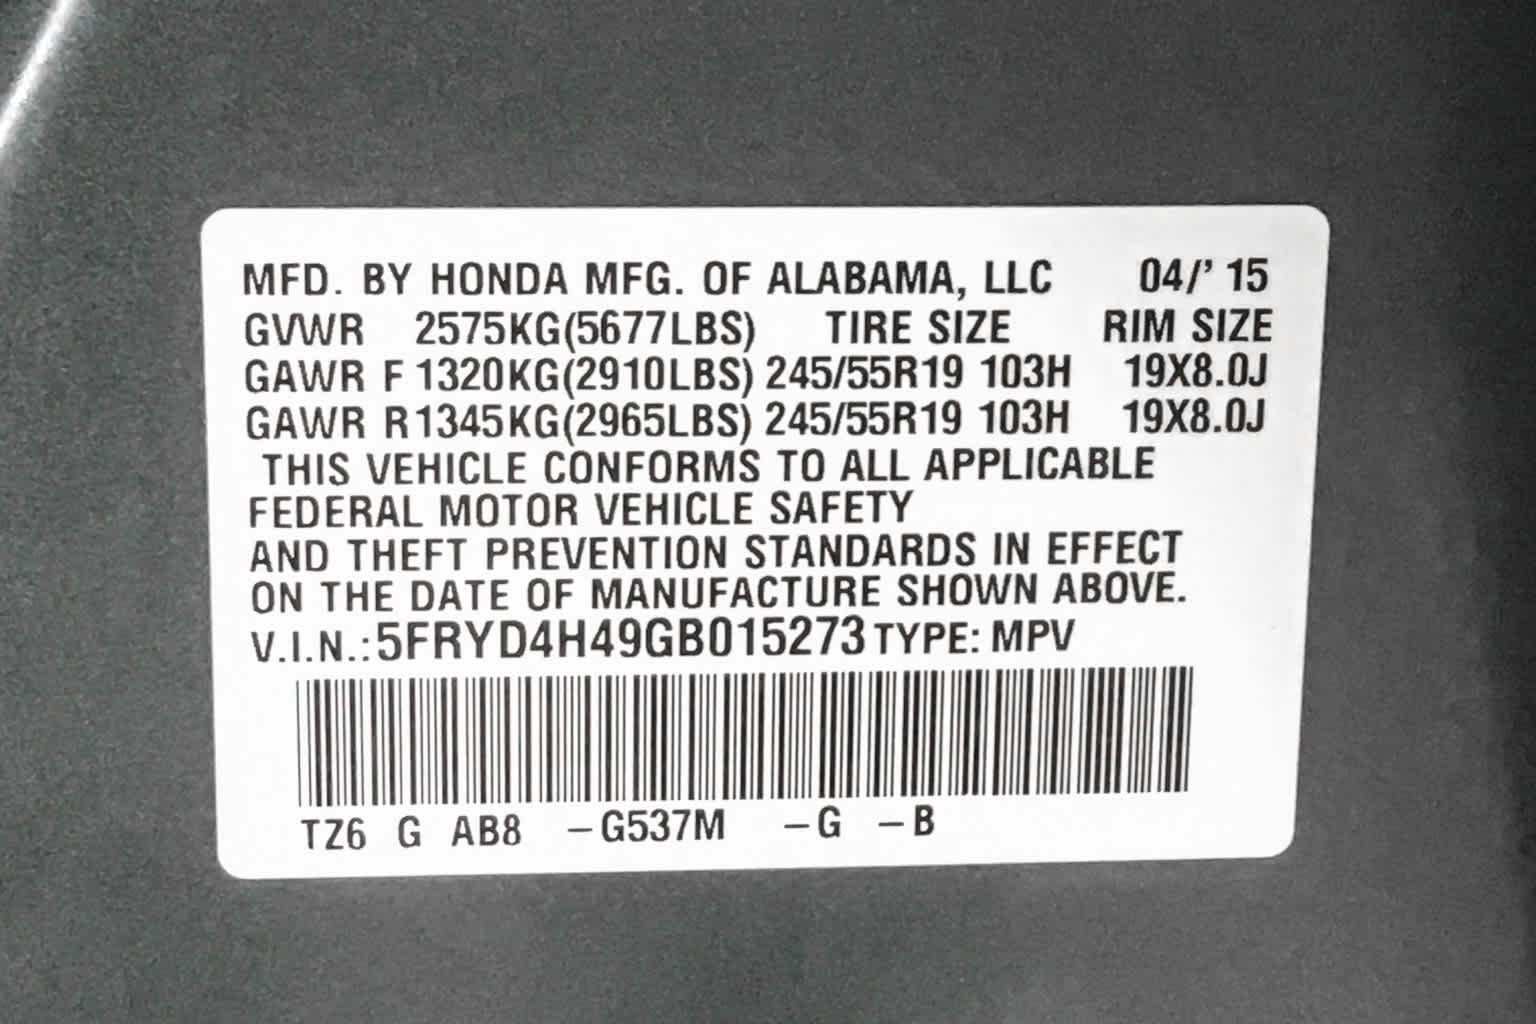 MFD. BY HONDA MFG. OF ALABAMA, LLC 04/' 15
GVWR 2575KG(5677LBS) TIRE SIZE RIM SIZE
GAWR F 1320KG(2910LBS) 245/55R19 103H 19X8.0J
GAWR R 1345KG(2965LBS) 245/55R19 103H 19X8.0J
THIS VEHICLE CONFORMS TO ALL APPLICABLE
FEDERAL MOTOR VEHICLE SAFETY
AND THEFT PREVENTION STANDARDS IN EFFECT
ON THE DATE OF MANUFACTURE SHOWN ABOVE.
V.I.N.: 5FRYD4H49GB015273 TYPE: MPV
TZ6 G AB8 –G537M –G –B